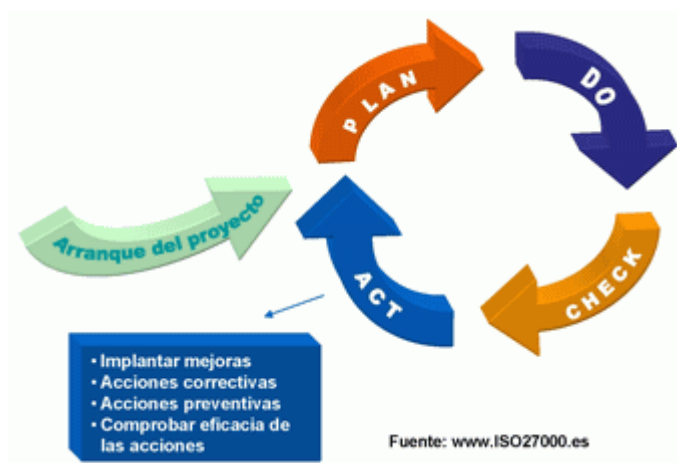 PLAN
DO
Arranque del proyecto
ACT
CHECK
• Implantar mejoras
• Acciones correctivas
• Acciones preventivas
• Comprobar eficacia de
las acciones
Fuente: www.ISO27000.es